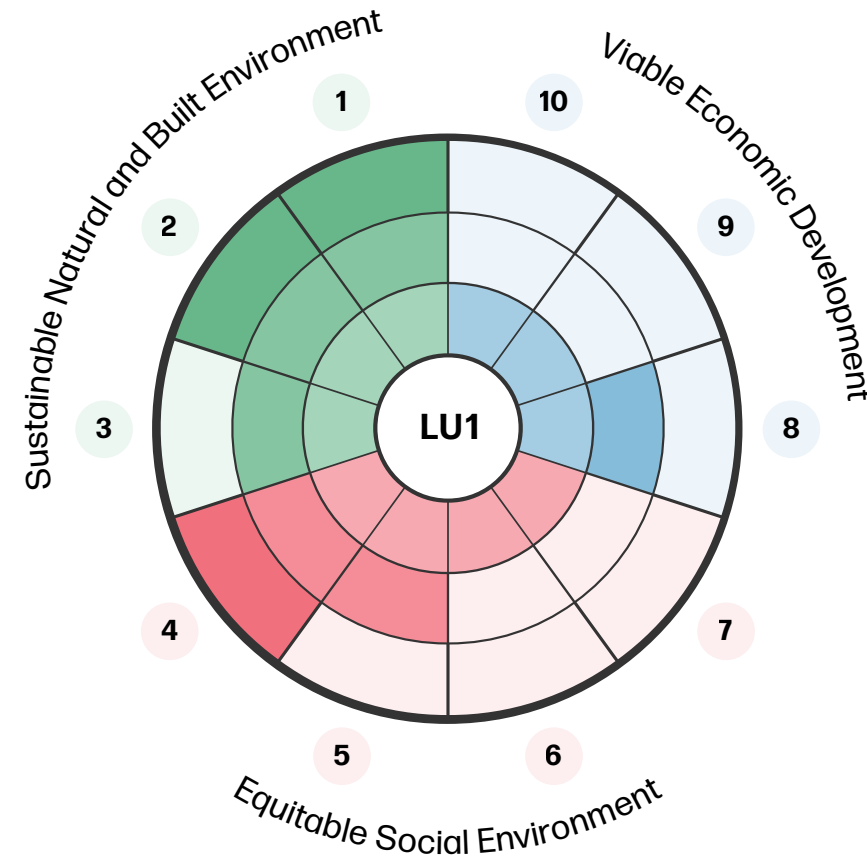 Sustainable Natural and Built Environment
Viable Economic Development
1
10
2
9
3
LU1
8
4
7
5
6
Equitable Social Environment